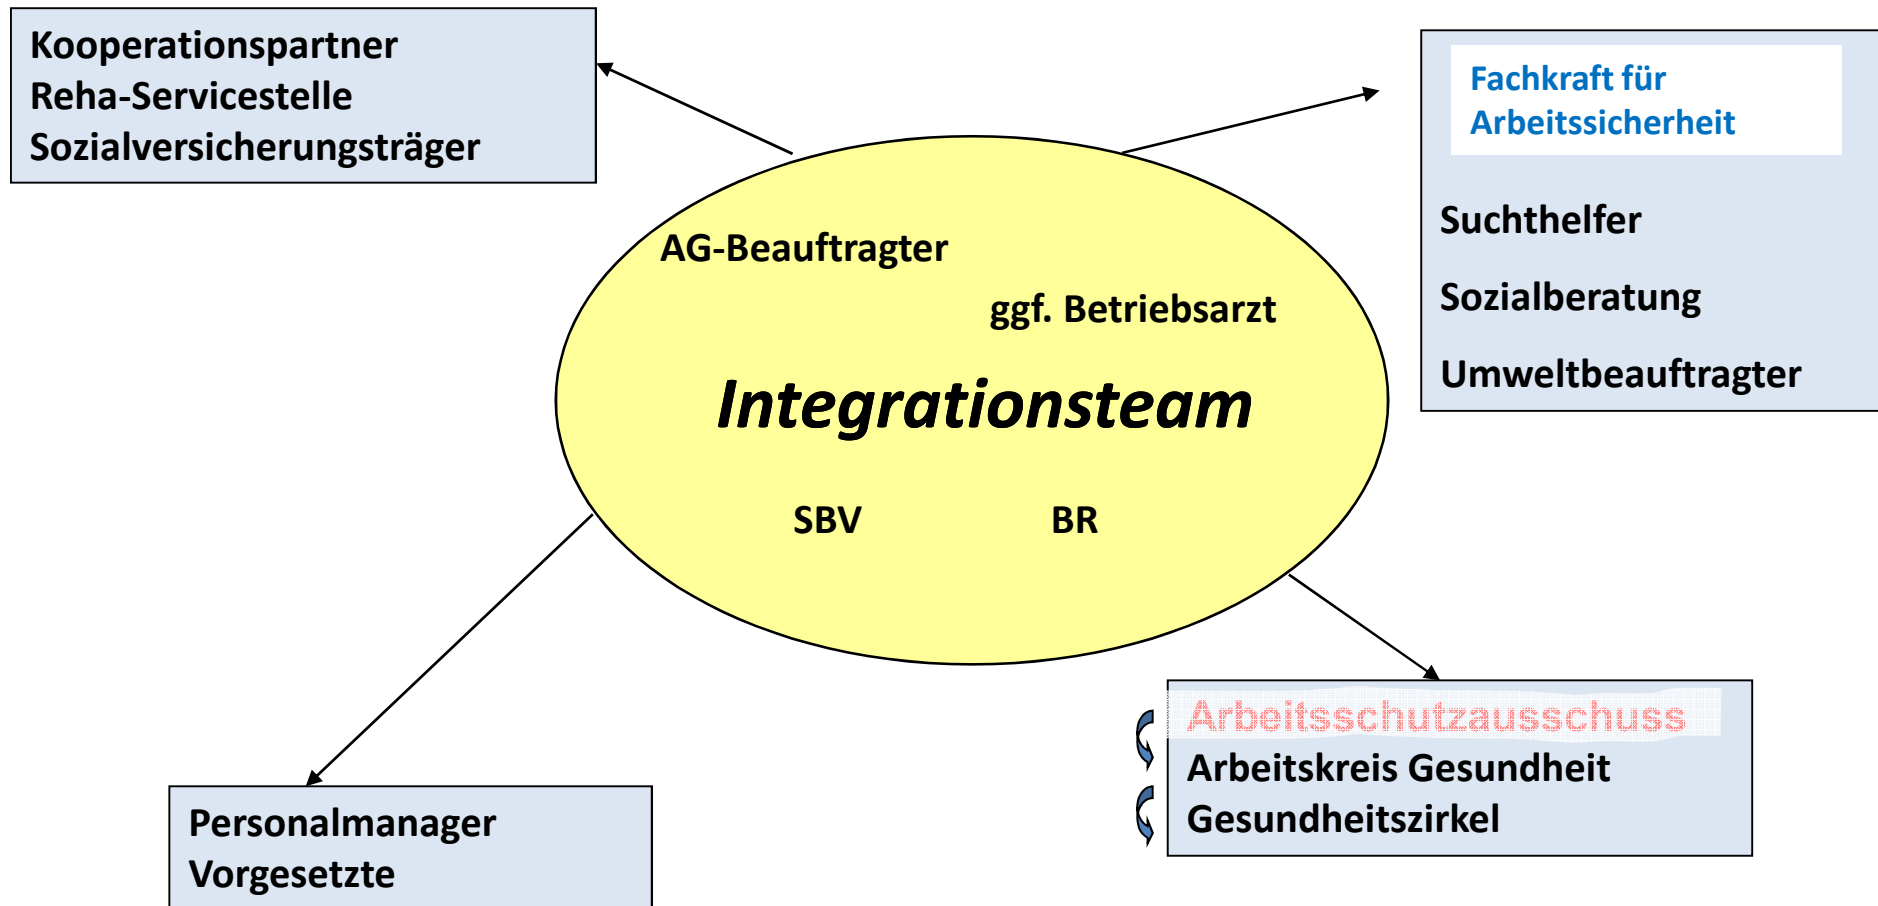 Kooperationspartner
Reha-Servicestelle
Sozialversicherungsträger
Fachkraft für
Arbeitssicherheit
Suchthelfer
Sozialberatung
Umweltbeauftragter
AG-Beauftragter
ggf. Betriebsarzt
Integrationsteam
SBV BR
Arbeitsschutzausschuss
Arbeitskreis Gesundheit
Gesundheitszirkel
Personalmanager
Vorgesetzte